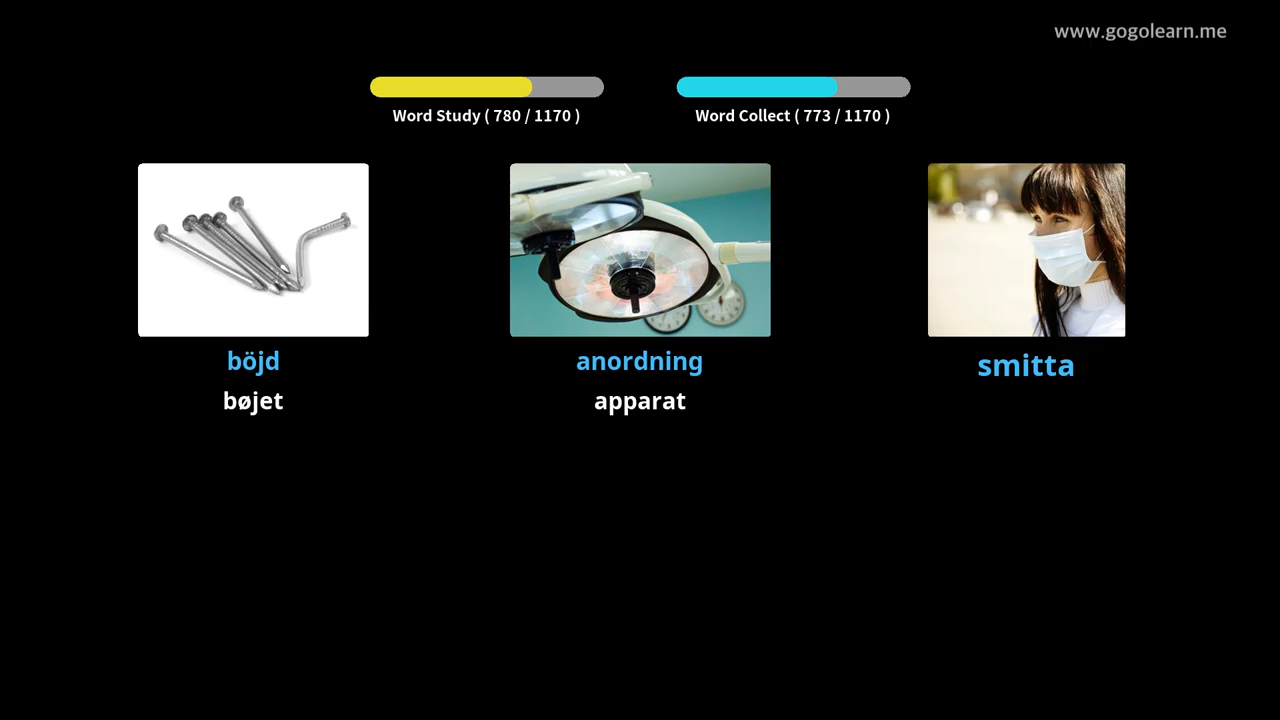 www.gogolearn.me
Word Study ( 780 / 1170 )
Word Collect ( 773 / 1170 )
böjd
bøjet
anordning
apparat
smitta